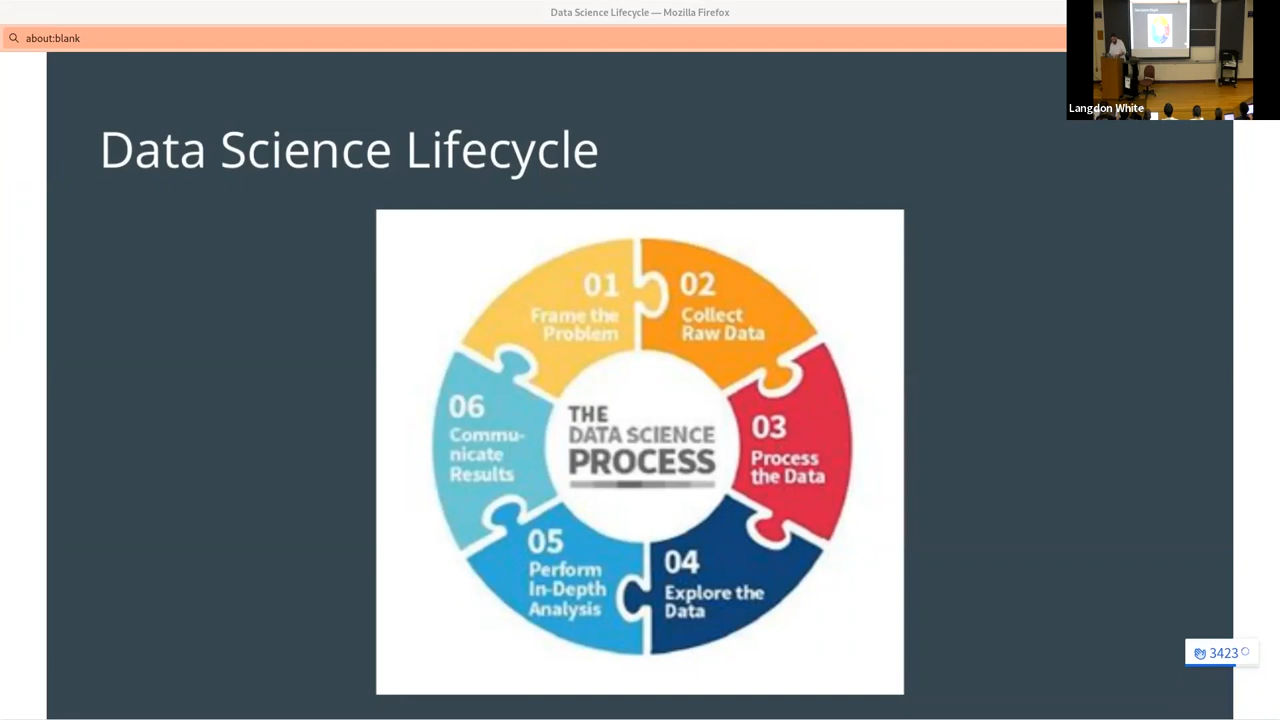 Data Science Lifecycle — Mozilla Firefox
about:blank
Langdon White
Data Science Lifecycle
01
Frame the
Problem
02
Collect
Raw Data
03
Process
the Data
04
Explore the
Data
05
Perform
In-Depth
Analysis
06
Commu-
nicate
Results
THE
DATA SCIENCE
PROCESS
3423